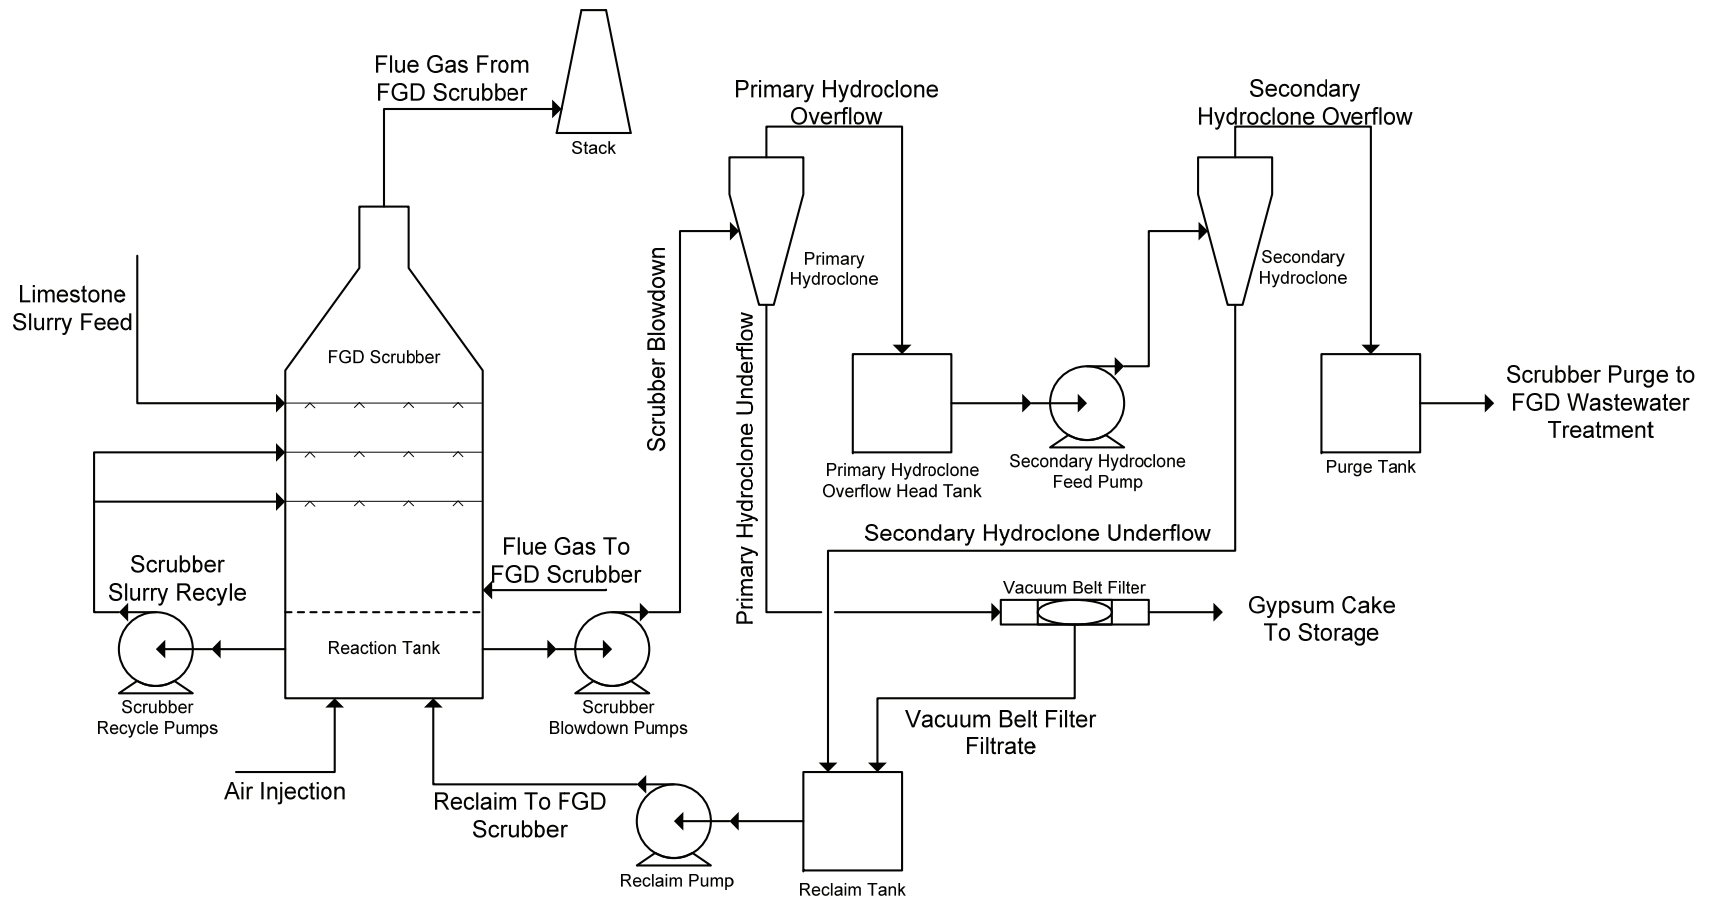 Flue Gas From
FGD Scrubber
Stack
Primary Hydroclone
Overflow
Secondary
Hydroclone Overflow
Limestone
Slurry Feed
FGD Scrubber
Scrubber Blowdown
Primary
Hydroclone
Secondary
Hydroclone
Primary Hydroclone Underflow
Primary Hydroclone
Overflow Head Tank
Secondary Hydroclone
Feed Pump
Purge Tank
Scrubber Purge to
FGD Wastewater
Treatment
Secondary Hydroclone Underflow
Scrubber
Slurry Recyle
Flue Gas To
FGD Scrubber
Vacuum Belt Filter
Gypsum Cake
To Storage
Reaction Tank
Scrubber
Recycle Pumps
Scrubber
Blowdown Pumps
Vacuum Belt Filter
Filtrate
Air Injection
Reclaim To FGD
Scrubber
Reclaim Pump
Reclaim Tank